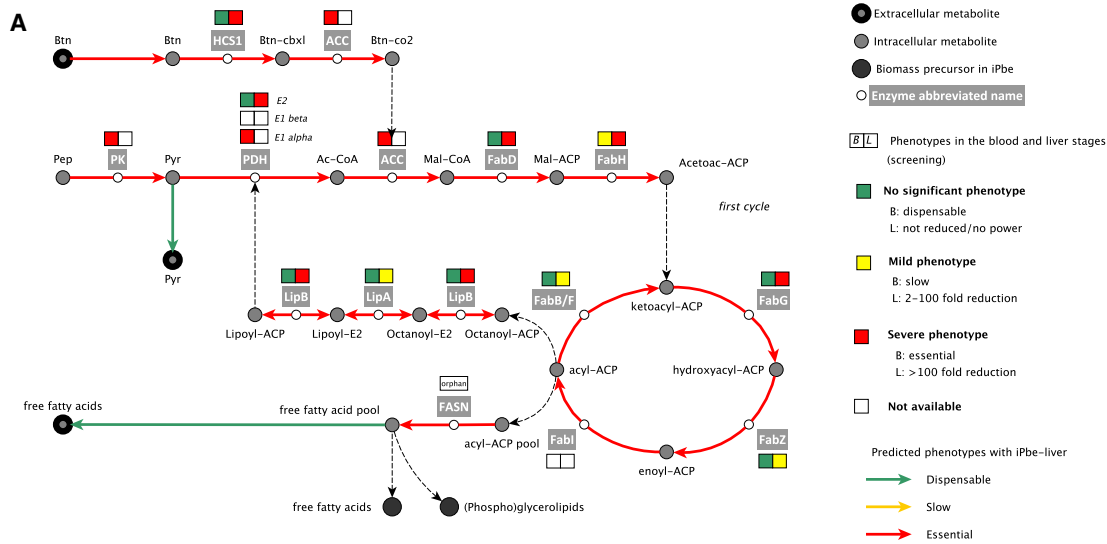 A
Btn
Btn
HCS1
Btn-cbxl
ACC
Btn-co2
E2
E1 beta
E1 alpha
Pep
PK
Pyr
PDH
Ac-CoA
ACC
Mal-CoA
FabD
Mal-ACP
FabH
Acetoac-ACP
first cycle
Pyr
LipB
LipA
LipB
FabB/F
ketoacyl-ACP
FabG
Lipoyl-ACP
Lipoyl-E2
Octanoyl-E2
Octanoyl-ACP
acyl-ACP
hydroxyacyl-ACP
orphan
FASN
free fatty acids
free fatty acid pool
acyl-ACP pool
FabI
enoyl-ACP
FabZ
free fatty acids
(Phospho)glycerolipids
Extracellular metabolite
Intracellular metabolite
Biomass precursor in iPbe
Enzyme abbreviated name
B L Phenotypes in the blood and liver stages
(screening)
No significant phenotype
B: dispensable
L: not reduced/no power
Mild phenotype
B: slow
L: 2-100 fold reduction
Severe phenotype
B: essential
L: >100 fold reduction
Not available
Predicted phenotypes with iPbe-liver
Dispensable
Slow
Essential